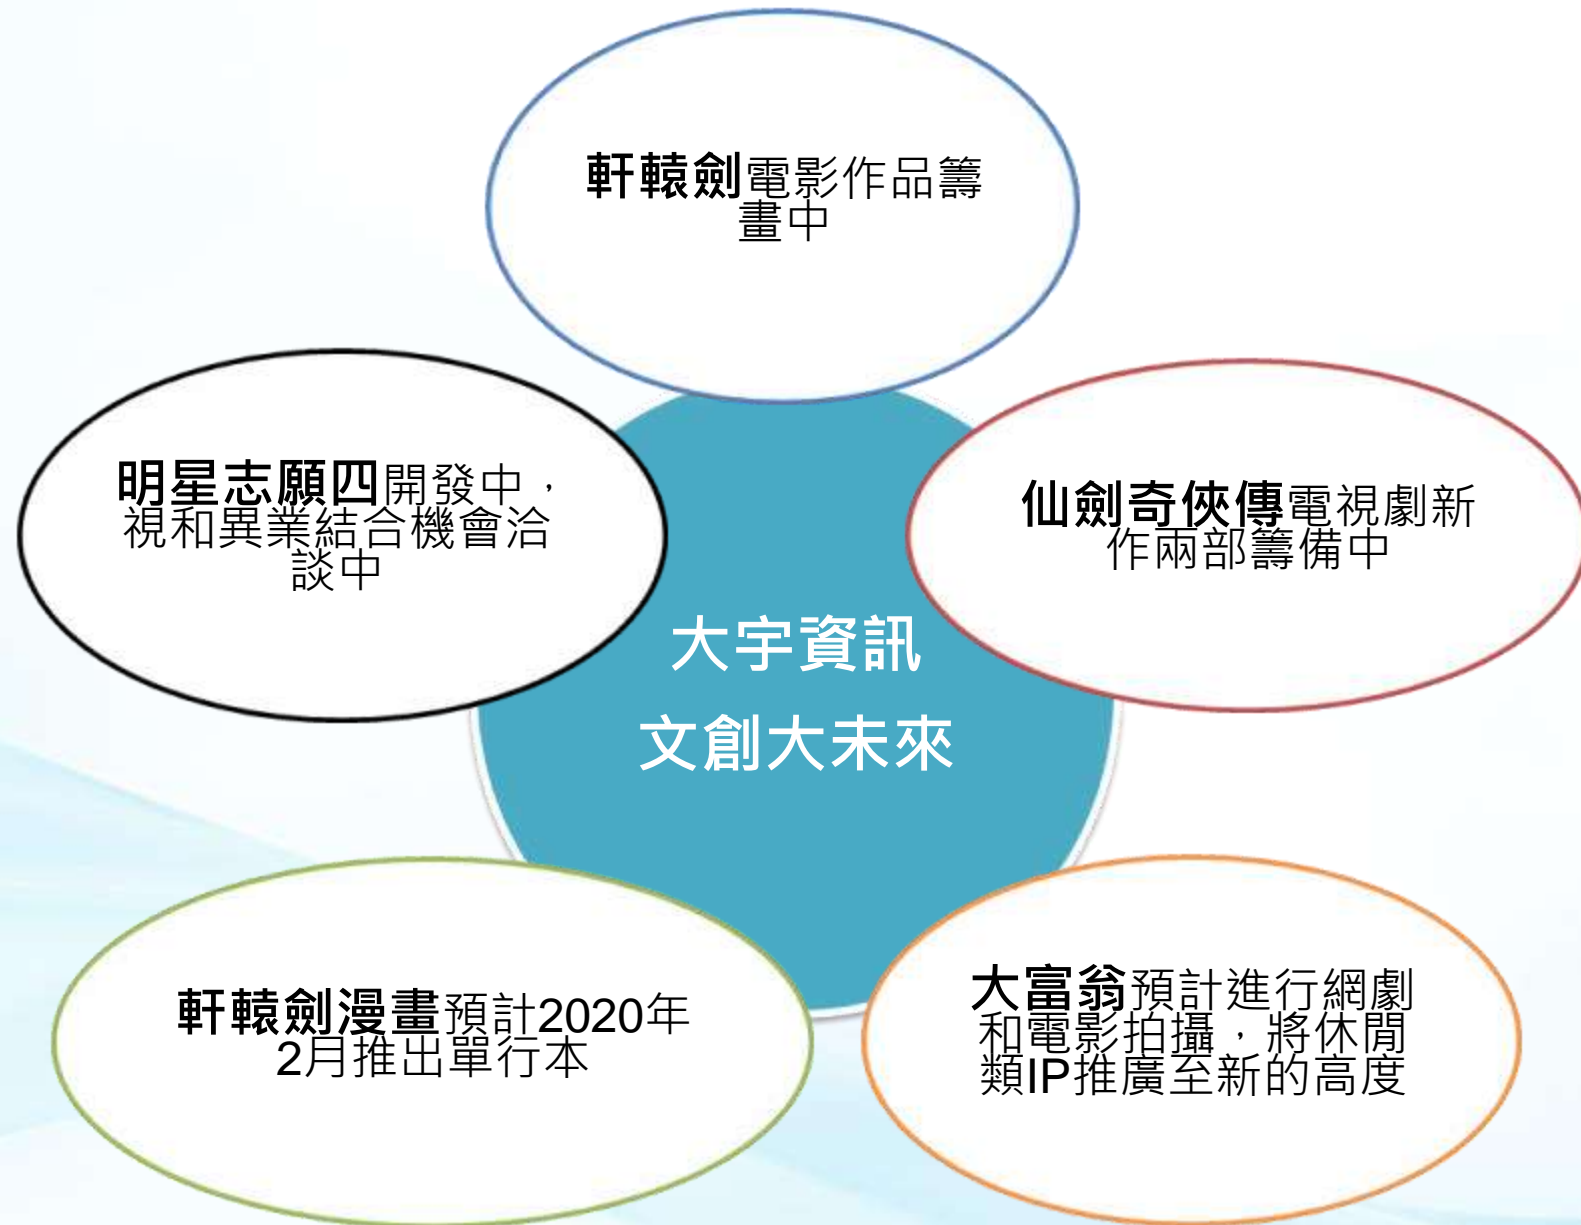 軒轅劍電影作品籌
畫中
明星志願四開發中，
視和異業結合機會洽
談中
仙劍奇俠傳電視劇新
作兩部籌備中
大宇資訊
文創大未來
軒轅劍漫畫預計2020年
2月推出單行本
大富翁預計進行網劇
和電影拍攝，將休閒
類IP推廣至新的高度